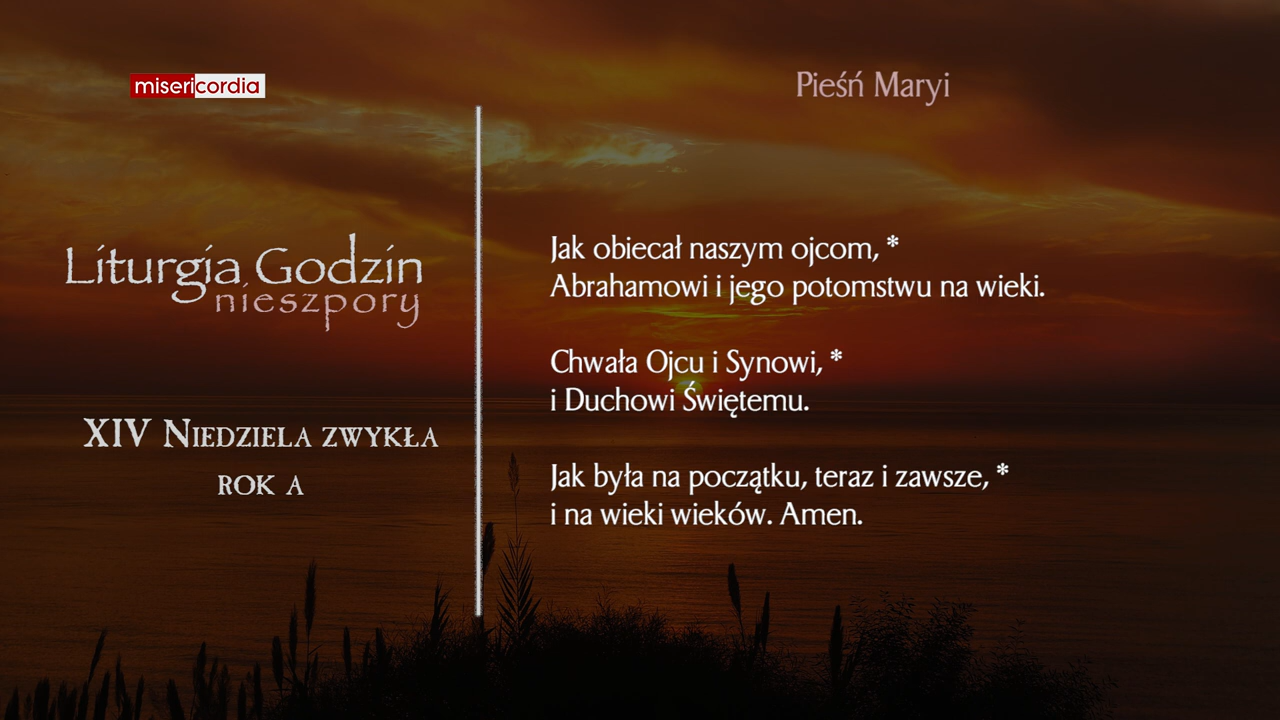 misericordia
Pieśń Maryi
Liturgia Godzin
nieszpory
XIV Niedziela zwykła
rok A
Jak obiecał naszym ojcom, *
Abrahamowi i jego potomstwu na wieki.
Chwała Ojcu i Synowi, *
i Duchowi Świętemu.
Jak była na początku, teraz i zawsze, *
i na wieki wieków. Amen.